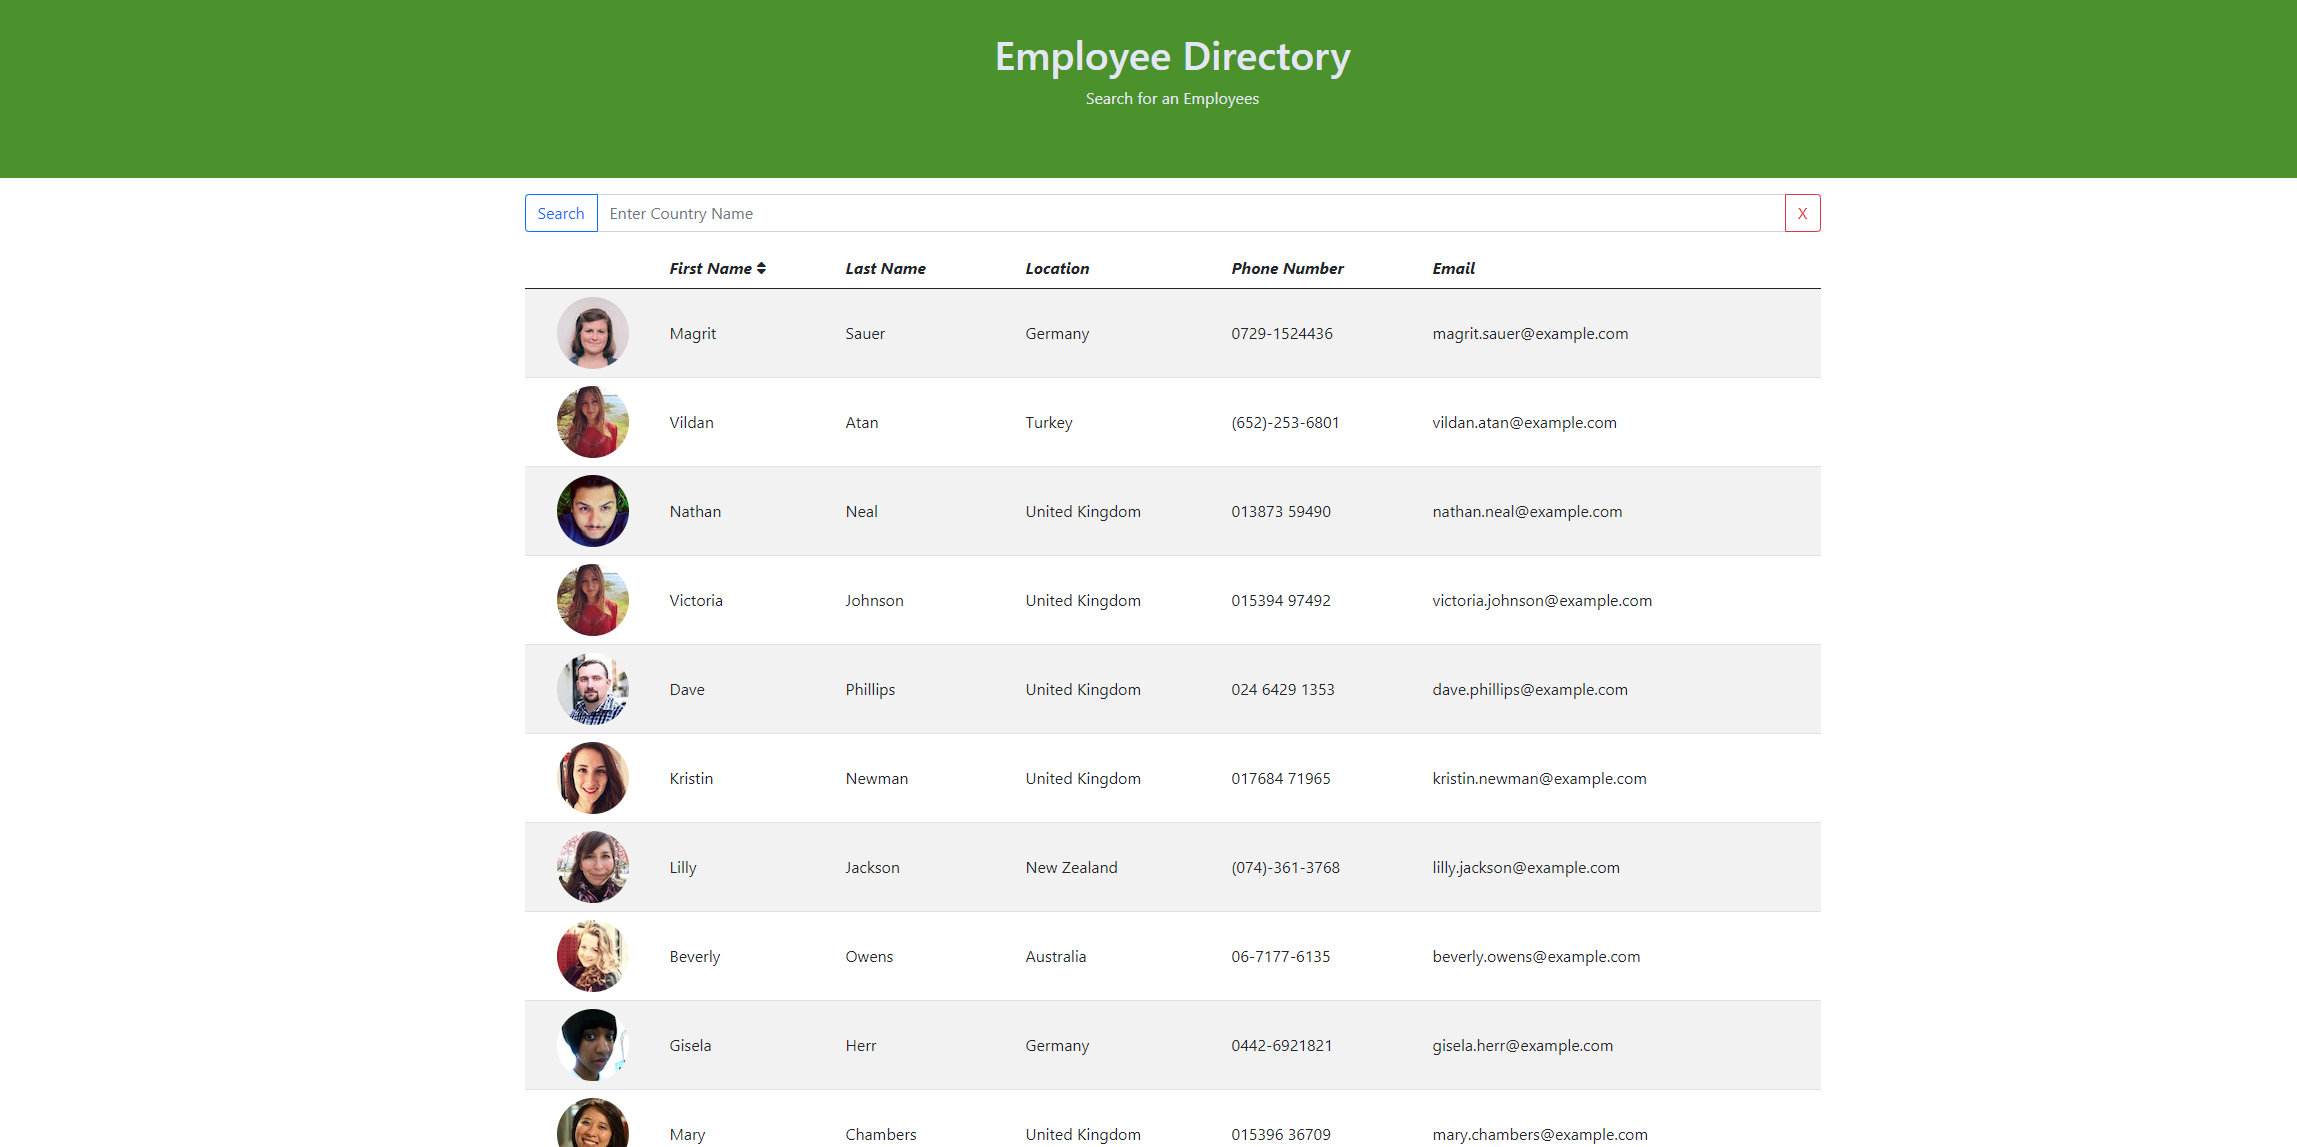 Employee Directory
Search for an Employees
Search Enter Country Name X
First Name Last Name Location Phone Number Email
Magrit Sauer Germany 0729-1524436 magrit.sauer@example.com
Vildan Atan Turkey (652)-253-6801 vildan.atan@example.com
Nathan Neal United Kingdom 013873 59490 nathan.neal@example.com
Victoria Johnson United Kingdom 015394 97492 victoria.johnson@example.com
Dave Phillips United Kingdom 024 6429 1353 dave.phillips@example.com
Kristin Newman United Kingdom 017684 71965 kristin.newman@example.com
Lilly Jackson New Zealand (074)-361-3768 lilly.jackson@example.com
Beverly Owens Australia 06-7177-6135 beverly.owens@example.com
Gisela Herr Germany 0442-6921821 gisela.herr@example.com
Mary Chambers United Kingdom 015396 36709 mary.chambers@example.com